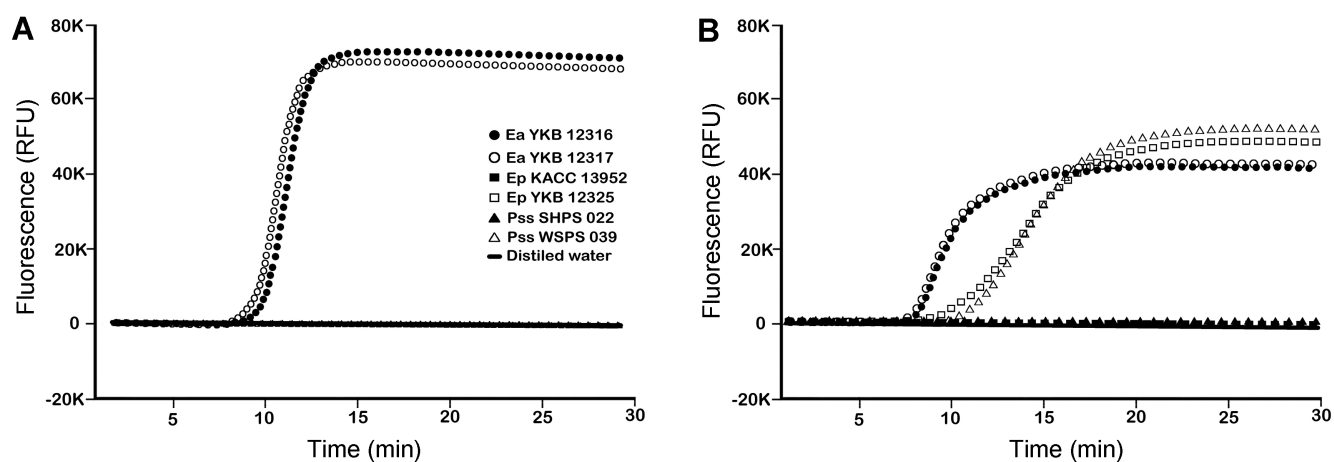 A
B
80K
60K
40K
20K
0
-20K
Fluorescence (RFU)
5
10
15
20
25
30
Time (min)
Ea YKB 12316
Ea YKB 12317
Ep KACC 13952
Ep YKB 12325
Pss SHPS 022
Pss WSPS 039
Distiled water
80K
60K
40K
20K
0
-20K
Fluorescence (RFU)
5
10
15
20
25
30
Time (min)